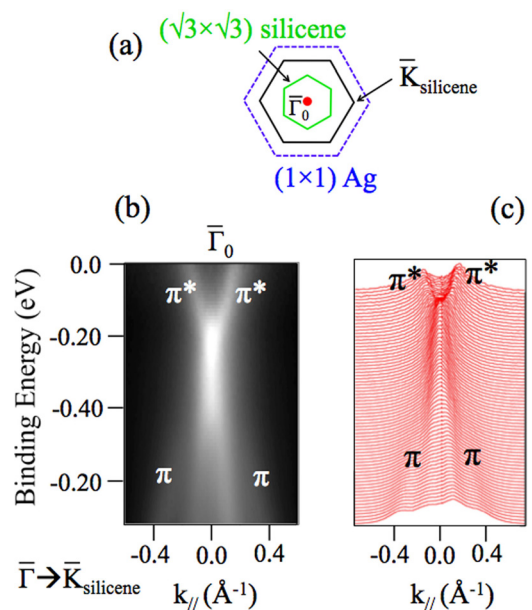 (a)
(√3×√3) silicene
K̅silicene
Γ̅0
(1×1) Ag
(b)
Γ̅0
(c)
Binding Energy (eV)
0.0
-0.20
-0.40
-0.20
π* π*
π π
-0.4 0.0 0.4
k// (Å-1)
Γ̅→K̅silicene
π* π*
π π
-0.4 0.0 0.4
k// (Å-1)